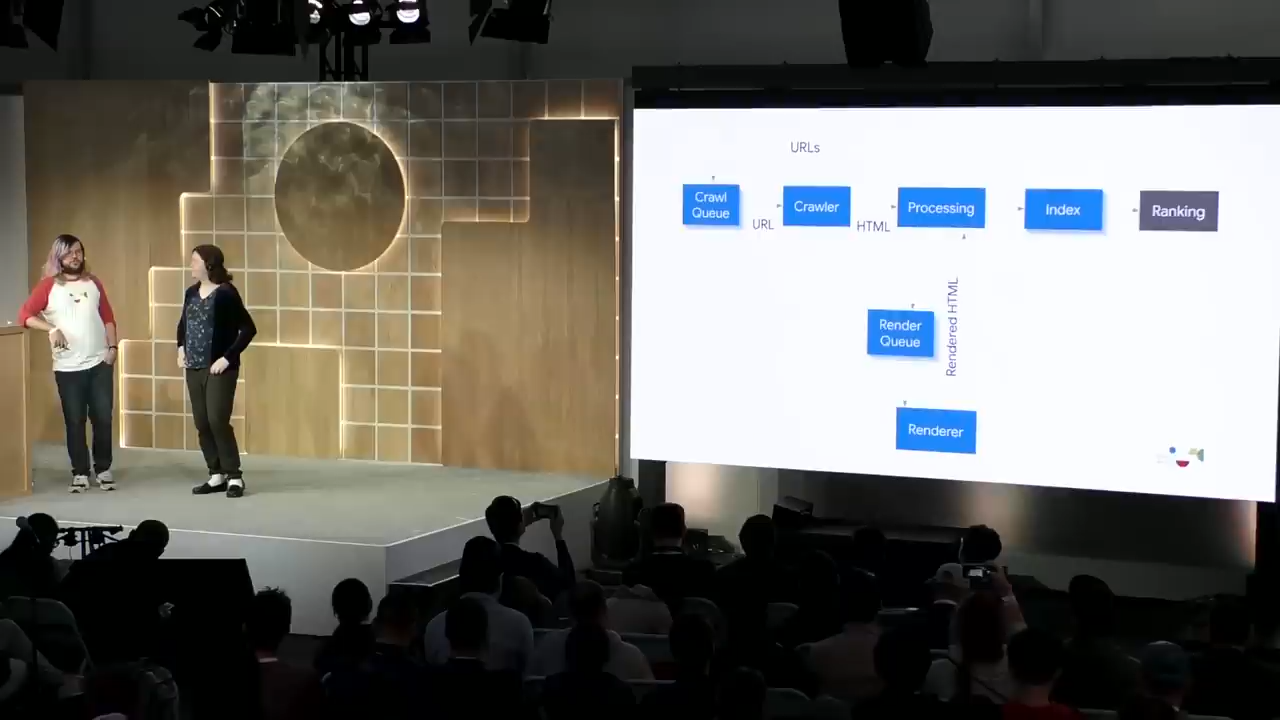 URLs
Crawl
Queue
URL
Crawler
HTML
Processing
Index
Ranking
Render
Queue
Rendered HTML
Renderer